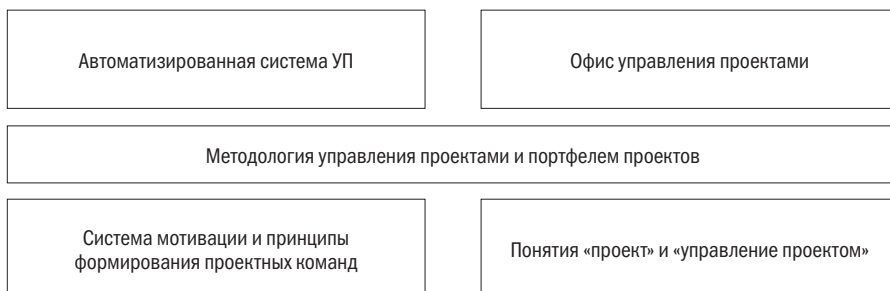 Автоматизированная система УП
Офис управления проектами
Методология управления проектами и портфелем проектов
Система мотивации и принципы
формирования проектных команд
Понятия «проект» и «управление проектом»